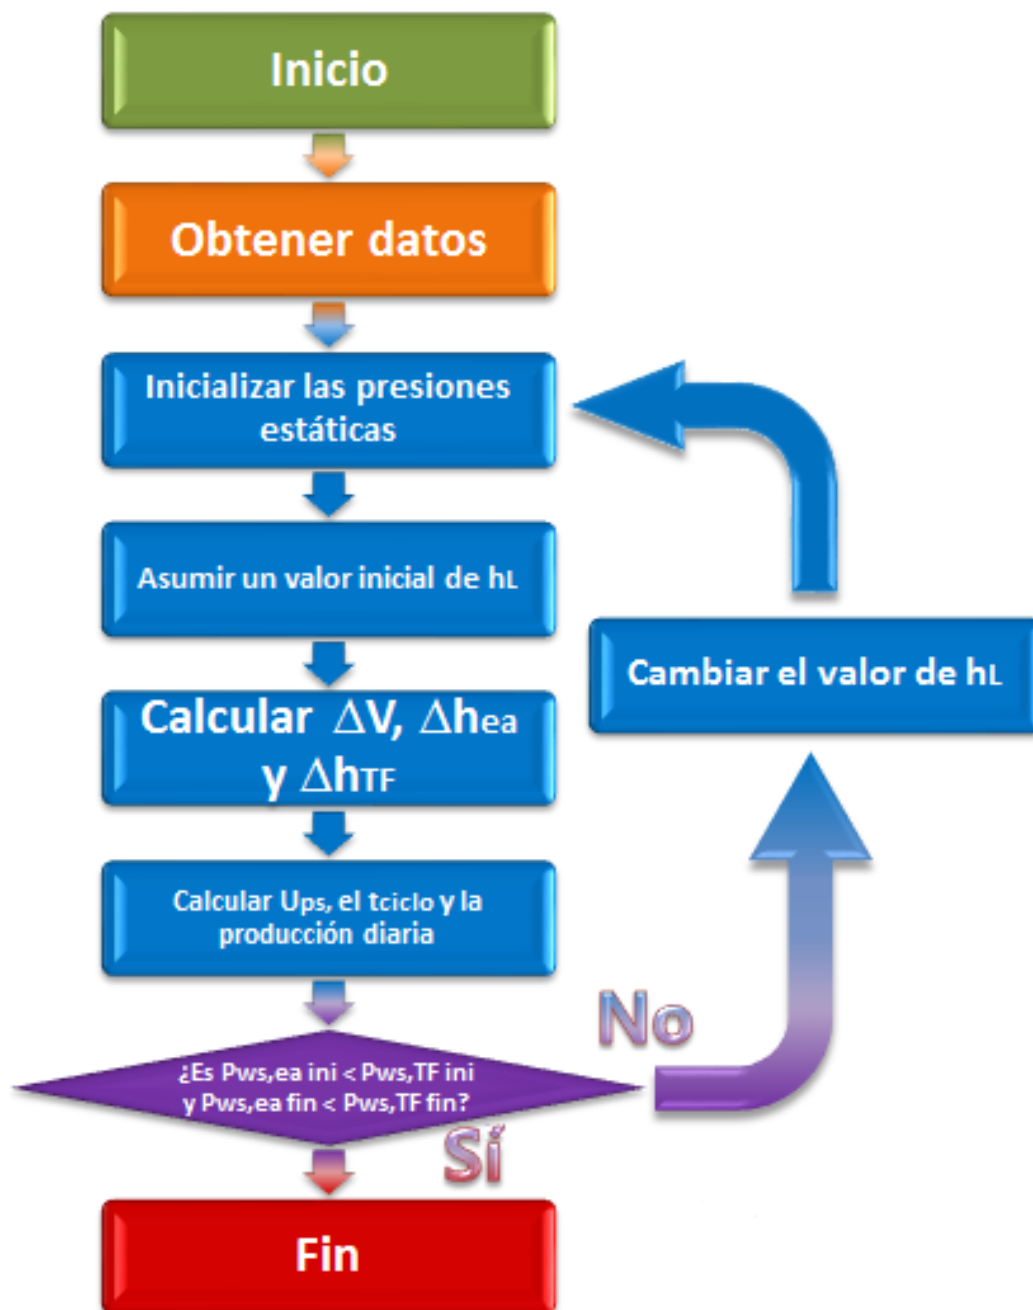 Inicio
Obtener datos
Inicializar las presiones
estáticas
Asumir un valor inicial de hL
Calcular ΔV, Δhea
y ΔhTF
Calcular Ups, el tciclo y la
producción diaria
¿Es Pws,ea ini < Pws,TF ini
y Pws,ea fin < Pws,TF fin?
No
Cambiar el valor de hL
Sí
Fin